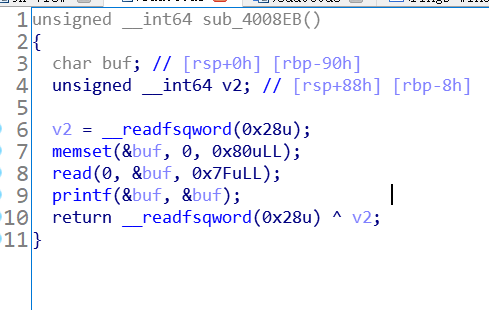 1 unsigned __int64 sub_4008EB()
2 {
3   char buf; // [rsp+0h] [rbp-90h]
4   unsigned __int64 v2; // [rsp+88h] [rbp-8h]
5
6   v2 = __readfsqword(0x28u);
7   memset(&buf, 0, 0x80uLL);
8   read(0, &buf, 0x7FuLL);
9   printf(&buf, &buf);
10   return __readfsqword(0x28u) ^ v2;
11 }